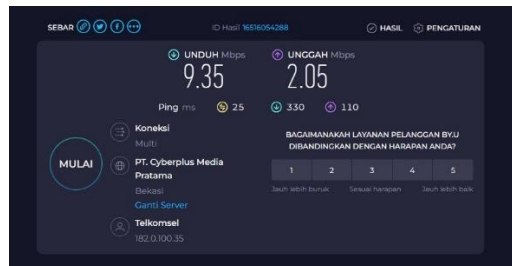 SEBAR
ID Hasil 16516054288
HASIL
PENGATURAN
UNDUH Mbps
9.35
UNGGAH Mbps
2.05
Ping ms
25
330
110
MULAI
Koneksi
Multi
PT. Cyberplus Media
Pratama
Bekasi
Ganti Server
Telkomsel
182.0.100.35
BAGAIMANAKAH LAYANAN PELANGGAN BY.U
DIBANDINGKAN DENGAN HARAPAN ANDA?
1 2 3 4 5
Jauh lebih buruk Sesuai harapan Jauh lebih baik